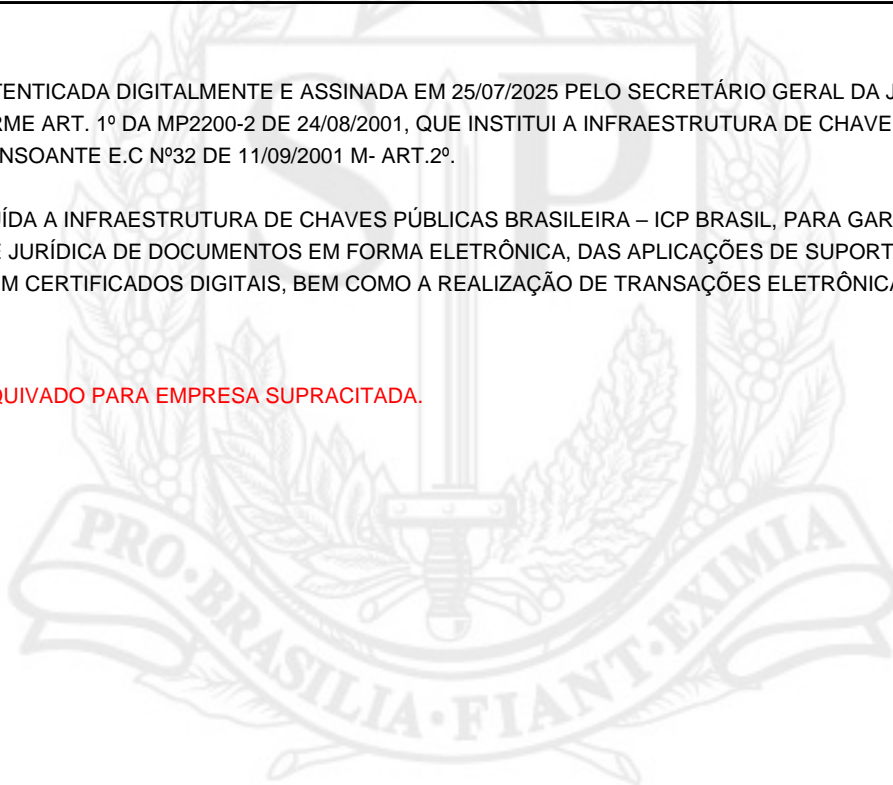 TENTICADA DIGITALMENTE E ASSINADA EM 25/07/2025 PELO SECRETÁRIO GERAL DA J
RME ART. 1º DA MP2200-2 DE 24/08/2001, QUE INSTITUI A INFRAESTRUTURA DE CHAVE
NSOANTE E.C Nº32 DE 11/09/2001 M- ART.2º.
ÍDA A INFRAESTRUTURA DE CHAVES PÚBLICAS BRASILEIRA – ICP BRASIL, PARA GAR
E JURÍDICA DE DOCUMENTOS EM FORMA ELETRÔNICA, DAS APLICAÇÕES DE SUPORT
M CERTIFICADOS DIGITAIS, BEM COMO A REALIZAÇÃO DE TRANSAÇÕES ELETRÔNICA
QUIVADO PARA EMPRESA SUPRACITADA.
SP
PRO·BRASILIA·FIANT·EXIMIA